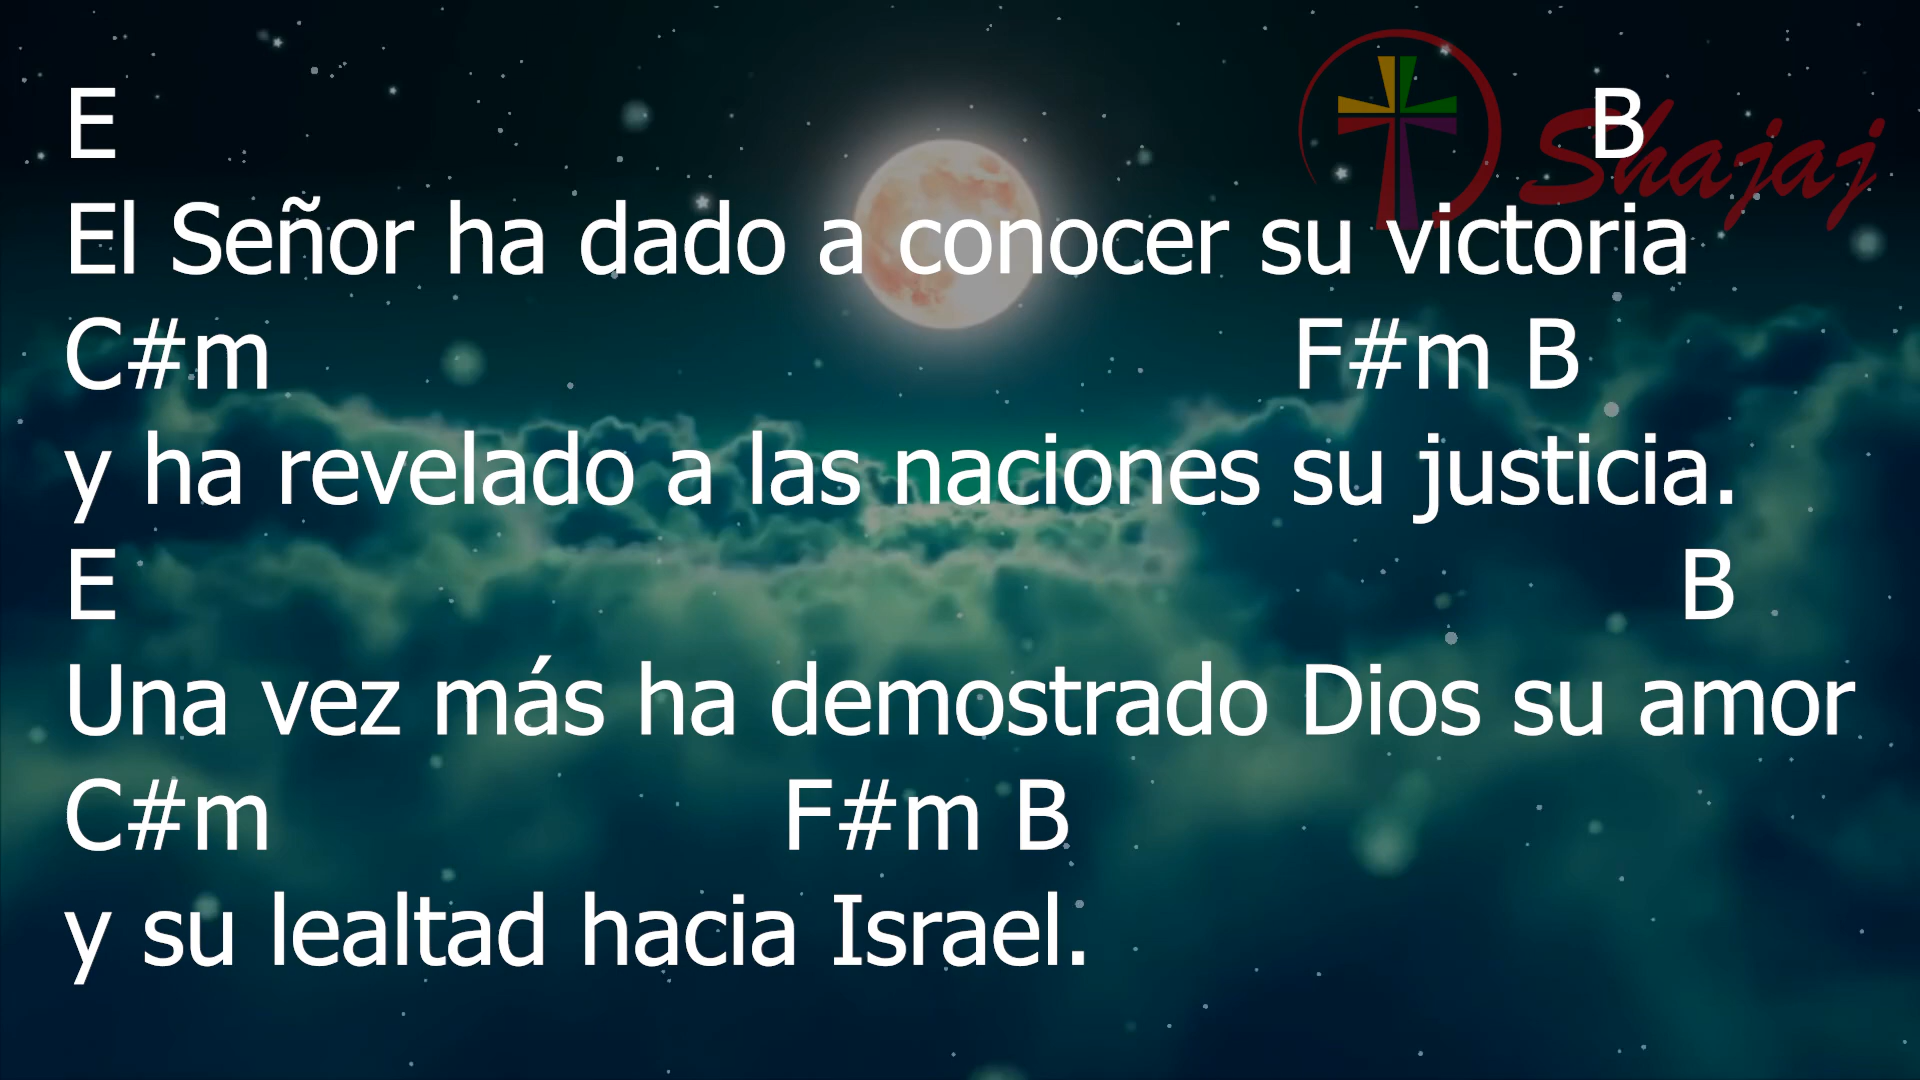 Shajaj
E B
El Señor ha dado a conocer su victoria
C#m F#m B
y ha revelado a las naciones su justicia.
E B
Una vez más ha demostrado Dios su amor
C#m F#m B
y su lealtad hacia Israel.